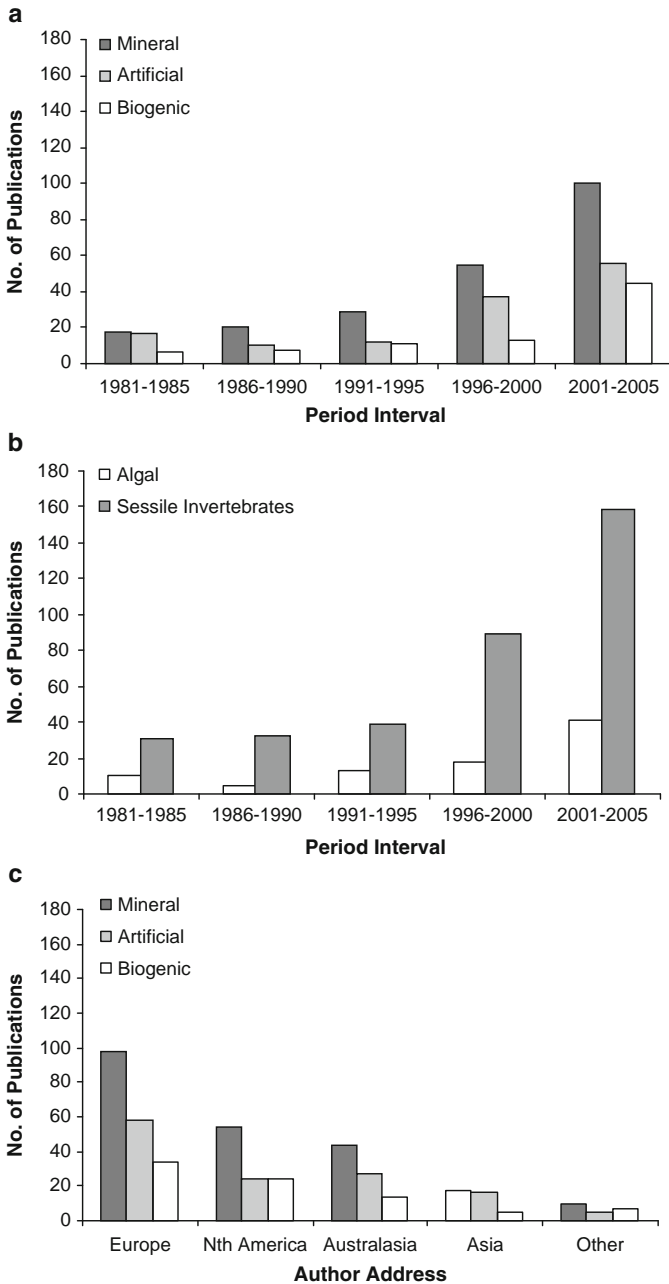 a
180
160
140
120
100
80
60
40
20
0
No. of Publications
Mineral
Artificial
Biogenic
1981-1985 1986-1990 1991-1995 1996-2000 2001-2005
Period Interval
b
180
160
140
120
100
80
60
40
20
0
No. of Publications
Algal
Sessile Invertebrates
1981-1985 1986-1990 1991-1995 1996-2000 2001-2005
Period Interval
c
180
160
140
120
100
80
60
40
20
0
No. of Publications
Mineral
Artificial
Biogenic
Europe Nth America Australasia Asia Other
Author Address